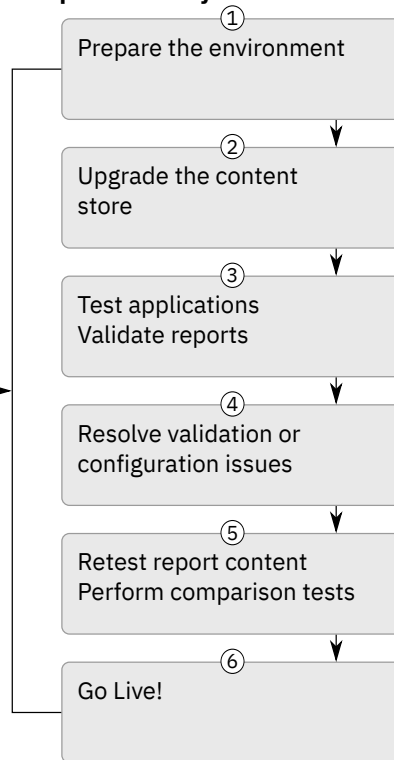 ①
Prepare the environment
②
Upgrade the content
store
③
Test applications
Validate reports
④
Resolve validation or
configuration issues
⑤
Retest report content
Perform comparison tests
⑥
Go Live!